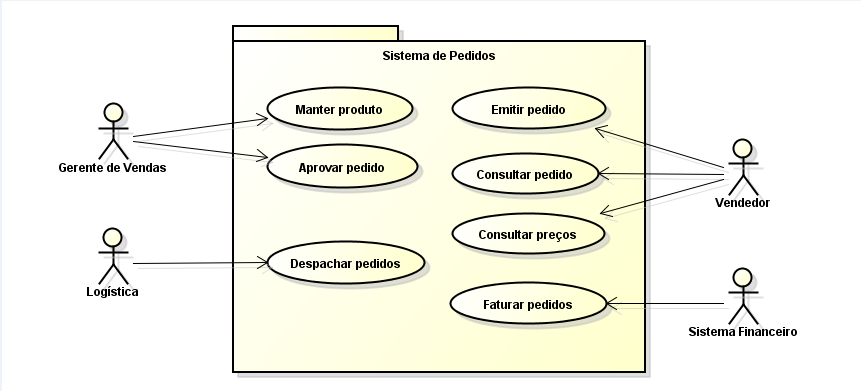 Sistema de Pedidos
Manter produto
Emitir pedido
Aprovar pedido
Consultar pedido
Gerente de Vendas
Vendedor
Consultar preços
Despachar pedidos
Logística
Faturar pedidos
Sistema Financeiro